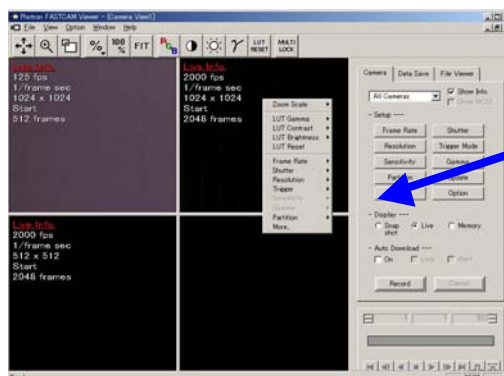 Photron FASTCAM Viewer - [Camera View1]
File View Option Window Help
% 100 % FIT RGB γ LUT RESET MULTI LOCK
Live Info.
125 fps
1/frame sec
1024 x 1024
Start
512 frames
Live Info.
2000 fps
1/frame sec
1024 x 1024
Start
2048 frames
Live Info.
2000 fps
1/frame sec
512 x 512
Start
2048 frames
Zoom Scale
LUT Gamma
LUT Contrast
LUT Brightness
LUT Reset
Frame Rate
Shutter
Resolution
Trigger
Sensitivity
Gamma
Partition
More..
Camera Data Save File Viewer
All Cameras Show Info.
- Setup ----
Frame Rate Shutter
Resolution Trigger Mode
Sensitivity Gamma
Option
- Display ----
Snap shot Live Memory
- Auto Download ----
On
Record Cancel